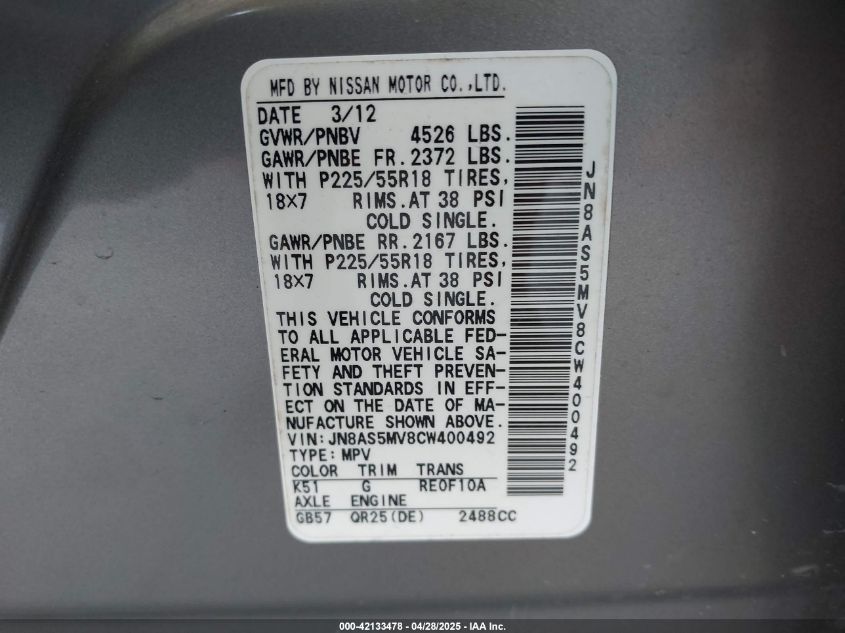 MFD BY NISSAN MOTOR CO.,LTD.
DATE 3/12
GVWR/PNBV 4526 LBS.
GAWR/PNBE FR.2372 LBS.
WITH P225/55R18 TIRES,
18×7 RIMS.AT 38 PSI
COLD SINGLE.
GAWR/PNBE RR.2167 LBS.
WITH P225/55R18 TIRES,
18×7 RIMS.AT 38 PSI
COLD SINGLE.
THIS VEHICLE CONFORMS
TO ALL APPLICABLE FED-
ERAL MOTOR VEHICLE SA-
FETY AND THEFT PREVEN-
TION STANDARDS IN EFF-
ECT ON THE DATE OF MA-
NUFACTURE SHOWN ABOVE.
VIN:JN8AS5MV8CW400492
TYPE:MPV
COLOR TRIM TRANS
K51 G RE0F10A
AXLE ENGINE
GB57 QR25(DE) 2488CC
JN8AS5MV8CW400492
000-42133478 - 04/28/2025 - IAA Inc.